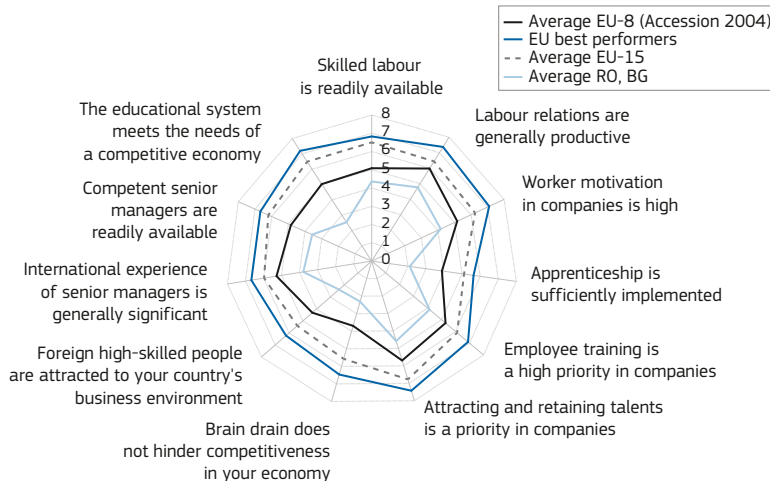 Average EU-8 (Accession 2004)
EU best performers
Average EU-15
Average RO, BG
Skilled labour
is readily available
Labour relations are
generally productive
Worker motivation
in companies is high
Apprenticeship is
sufficiently implemented
Employee training is
a high priority in companies
Attracting and retaining talents
is a priority in companies
Brain drain does
not hinder competitiveness
in your economy
Foreign high-skilled people
are attracted to your country's
business environment
International experience
of senior managers is
generally significant
Competent senior
managers are
readily available
The educational system
meets the needs of
a competitive economy
8
7
6
5
4
3
2
1
0